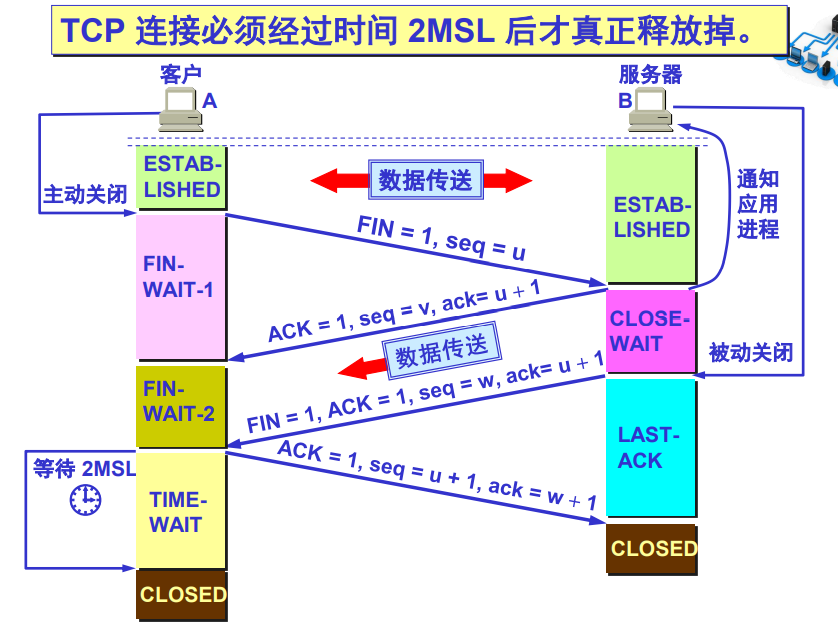 TCP 连接必须经过时间 2MSL 后才真正释放掉。
客户
服务器
A
B
ESTAB-
LISHED
数据传送
主动关闭
ESTAB-
LISHED
通知
应用
进程
FIN = 1, seq = u
FIN-
WAIT-1
ACK = 1, seq = v, ack= u + 1
CLOSE-
WAIT
数据传送
被动关闭
FIN-
WAIT-2
FIN = 1, ACK = 1, seq = w, ack= u + 1
LAST-
ACK
ACK = 1, seq = u + 1, ack = w + 1
等待 2MSL
TIME-
WAIT
CLOSED
CLOSED